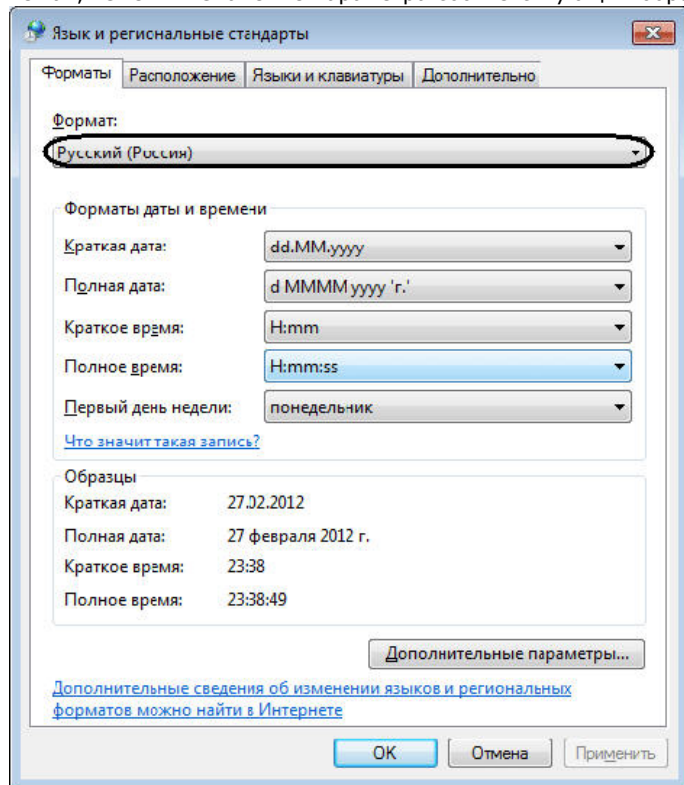 Язык и региональные стандарты
Форматы
Расположение
Языки и клавиатуры
Дополнительно
Формат:
Русский (Россия)
Форматы даты и времени
Краткая дата: dd.MM.yyyy
Полная дата: d MMMM yyyy 'г.'
Краткое время: H:mm
Полное время: H:mm:ss
Первый день недели: понедельник
Что значит такая запись?
Образцы
Краткая дата: 27.02.2012
Полная дата: 27 февраля 2012 г.
Краткое время: 23:38
Полное время: 23:38:49
Дополнительные параметры...
Дополнительные сведения об изменении языков и региональных
форматов можно найти в Интернете
ОК
Отмена
Применить